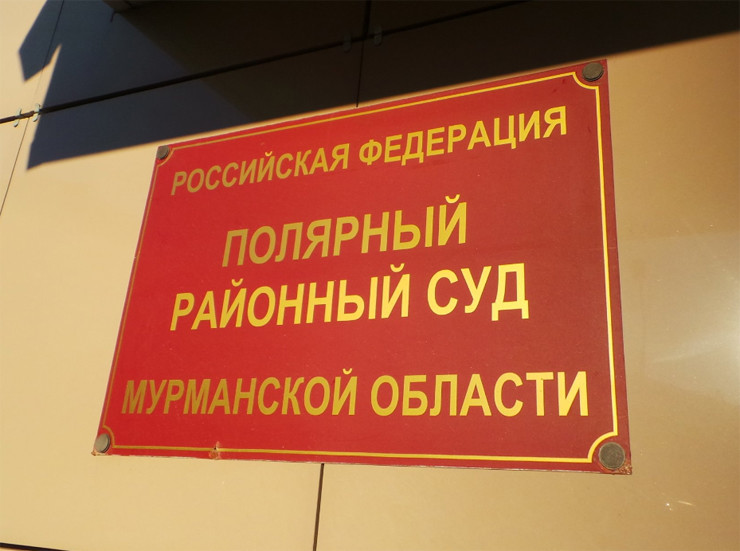 РОССИЙСКАЯ ФЕДЕРАЦИЯ
ПОЛЯРНЫЙ
РАЙОННЫЙ СУД
МУРМАНСКОЙ ОБЛАСТИ